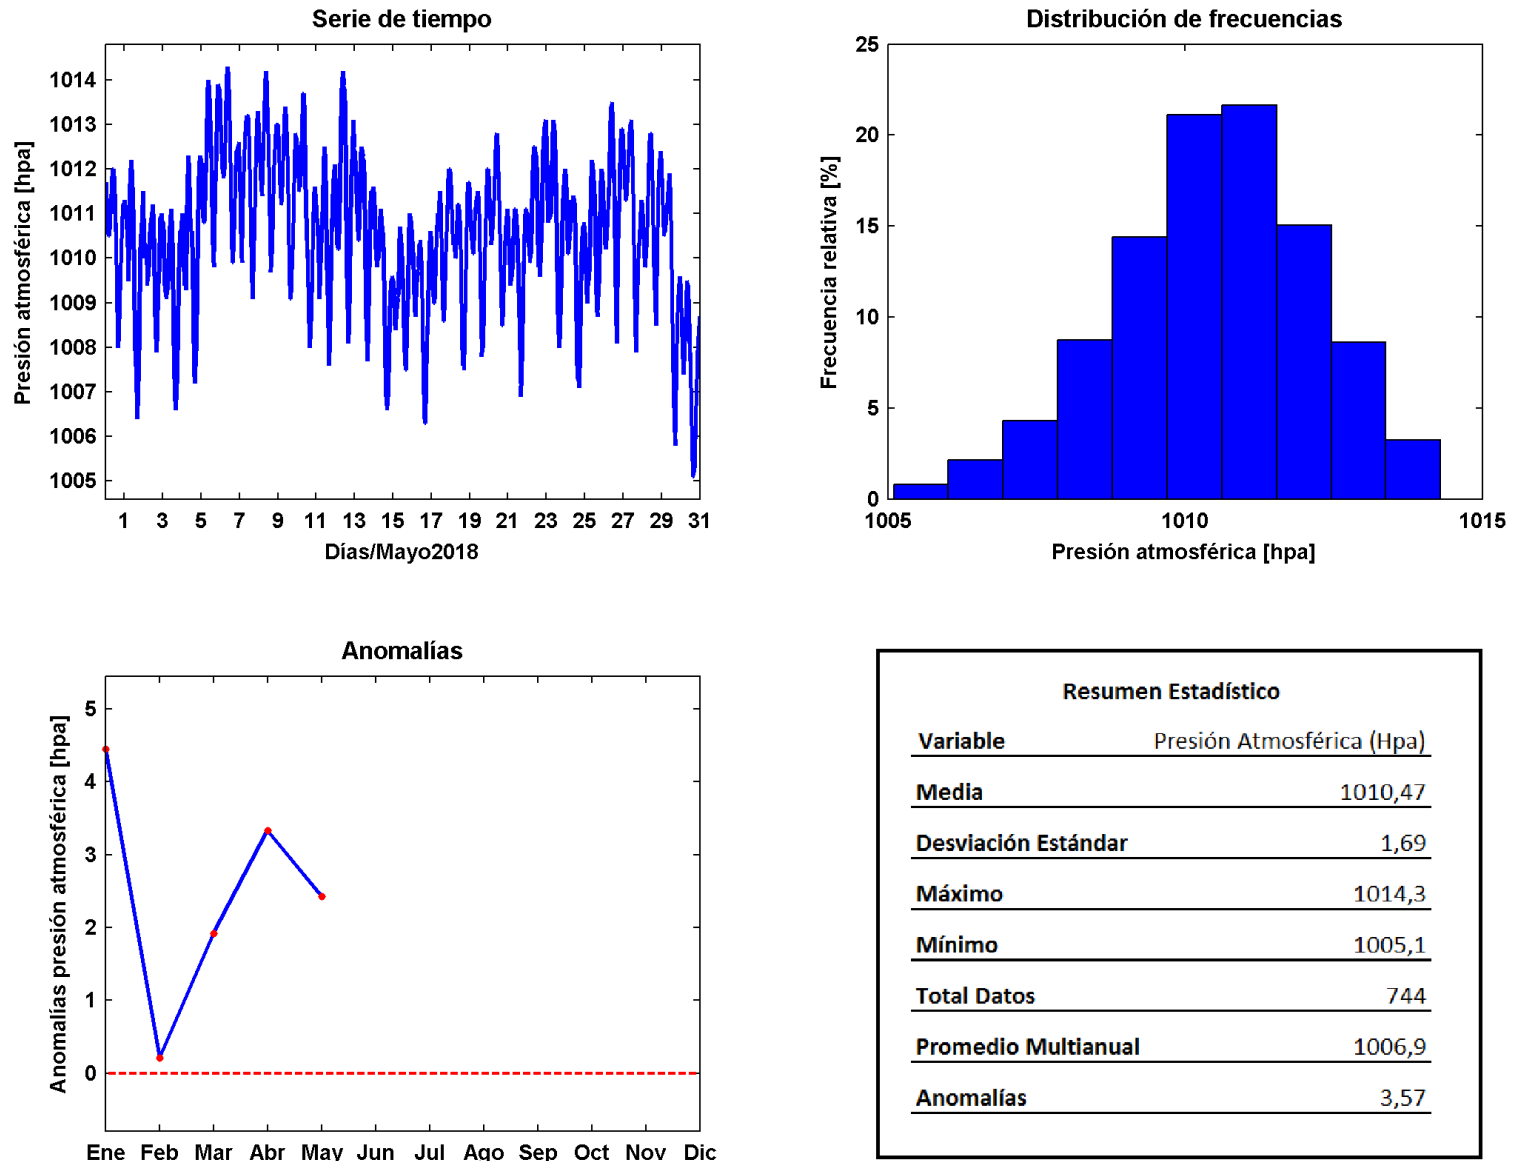 Serie de tiempo
Presión atmosférica [hpa]
1014
1013
1012
1011
1010
1009
1008
1007
1006
1005
1 3 5 7 9 11 13 15 17 19 21 23 25 27 29 31
Días/Mayo2018
Distribución de frecuencias
Frecuencia relativa [%]
25
20
15
10
5
0
1005 1010 1015
Presión atmosférica [hpa]
Anomalías
Anomalías presión atmosférica [hpa]
5
4
3
2
1
0
Ene Feb Mar Abr May Jun Jul Ago Sep Oct Nov Dic
Resumen Estadístico
Variable Presión Atmosférica (Hpa)
Media 1010,47
Desviación Estándar 1,69
Máximo 1014,3
Mínimo 1005,1
Total Datos 744
Promedio Multianual 1006,9
Anomalías 3,57